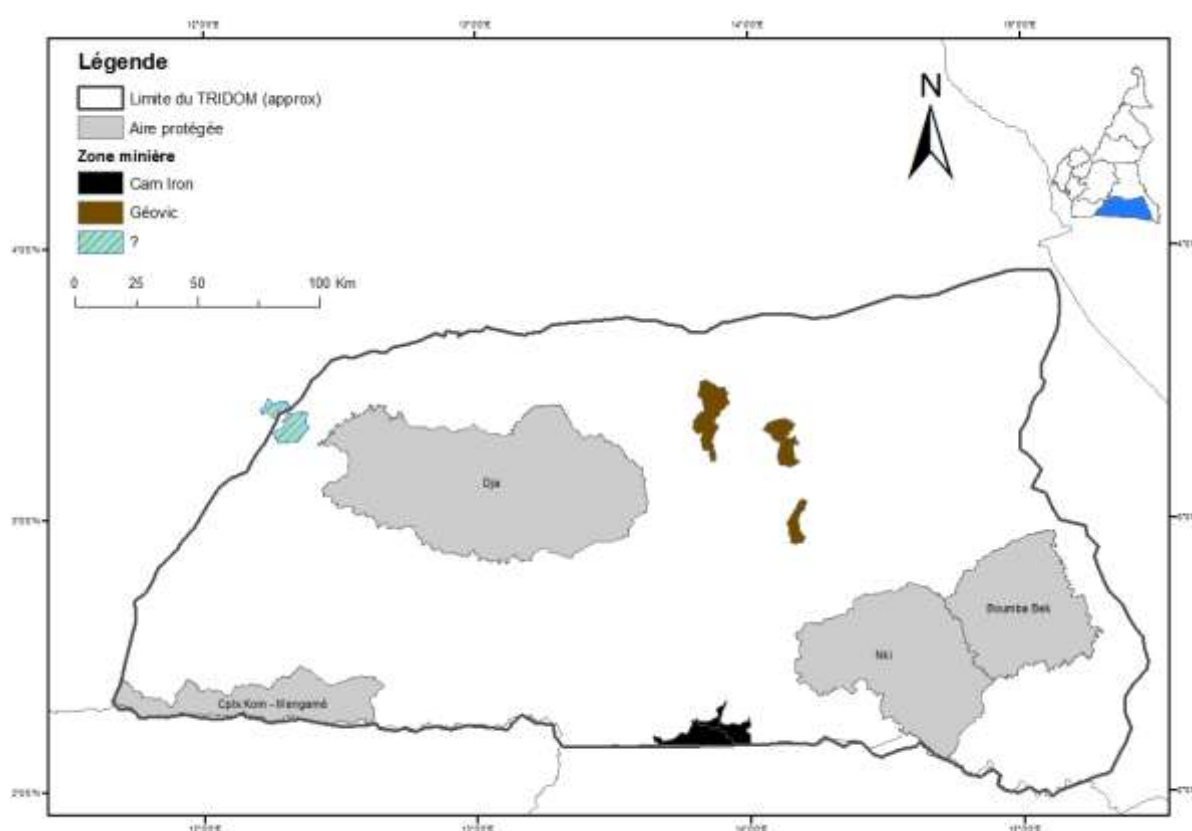 Légende
Limite du TRIDOM (approx)
Aire protégée
Zone minière
Cam Iron
Géovic
?
0 25 50 100 Km
N
Dja
Boumba Bek
Nki
Cplx Kom - Mengamé